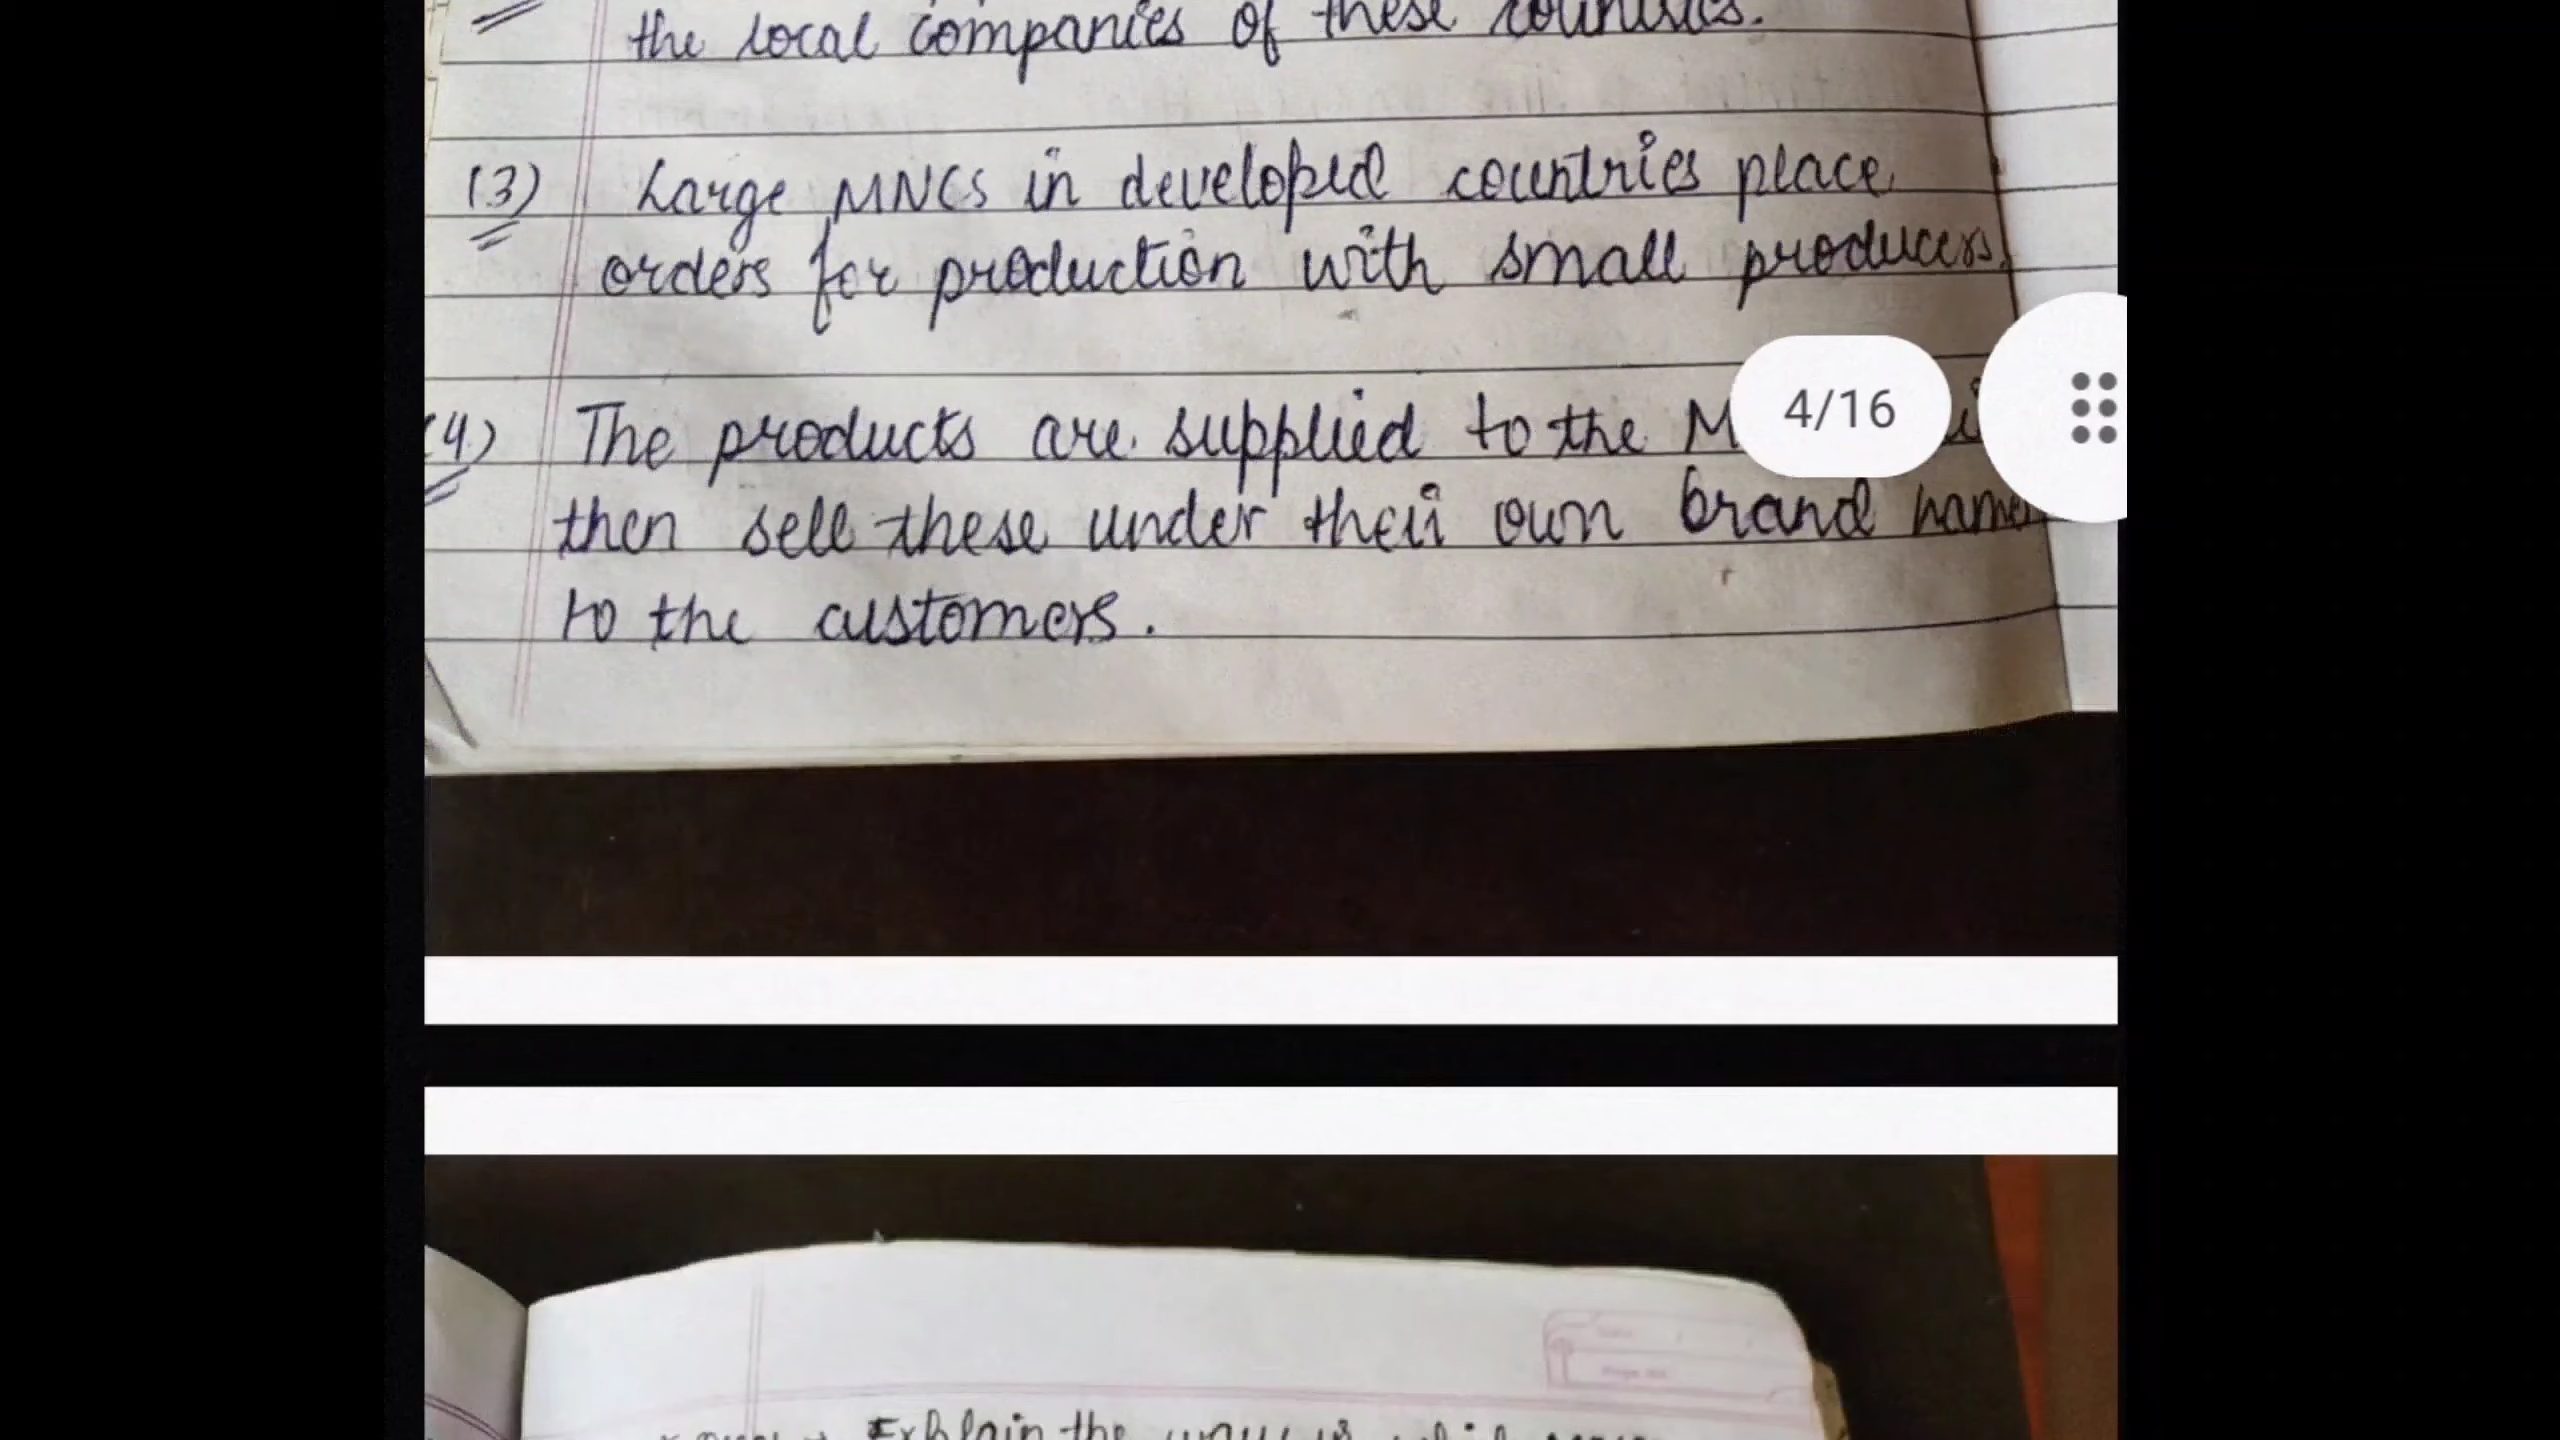 the local companies of these countries.
(3) Large MNCs in developed countries place
orders for production with small producers.
4/16
(4) The products are supplied to the
then sell these under their own brand name
to the customers.
Explain the